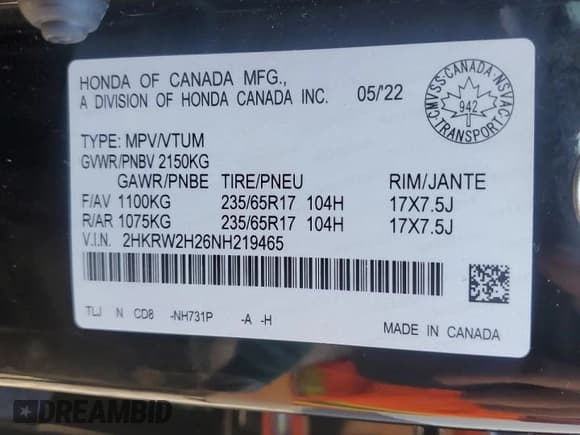 HONDA OF CANADA MFG.,
A DIVISION OF HONDA CANADA INC. 05/'22
CMVSS·CANADA·NSVAC
942
TRANSPORT
TYPE: MPV/VTUM
GVWR/PNBV 2150KG
GAWR/PNBE TIRE/PNEU RIM/JANTE
F/AV 1100KG 235/65R17 104H 17X7.5J
R/AR 1075KG 235/65R17 104H 17X7.5J
V.I.N. 2HKRW2H26NH219465
TLJ N CD8 -NH731P -A -H
MADE IN CANADA
DREAMBID